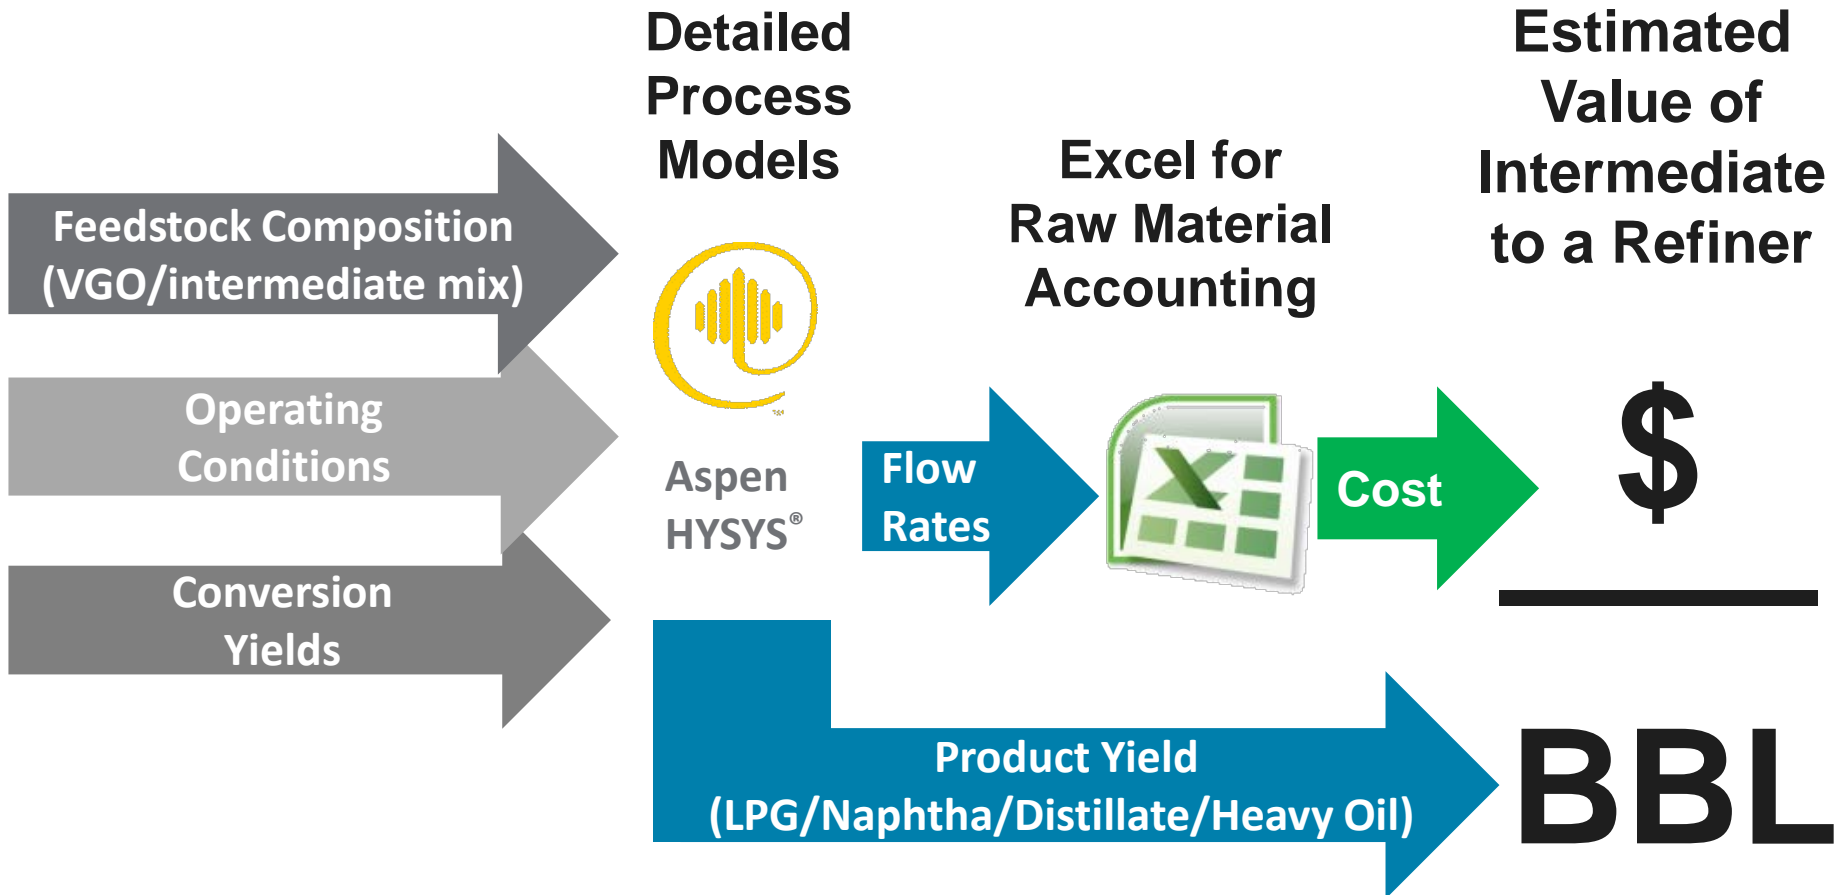 Detailed
Process
Models
Excel for
Raw Material
Accounting
Estimated
Value of
Intermediate
to a Refiner
Feedstock Composition
(VGO/intermediate mix)
Operating
Conditions
Conversion
Yields
Aspen
HYSYS®
Flow
Rates
Cost
$
BBL
Product Yield
(LPG/Naphtha/Distillate/Heavy Oil)